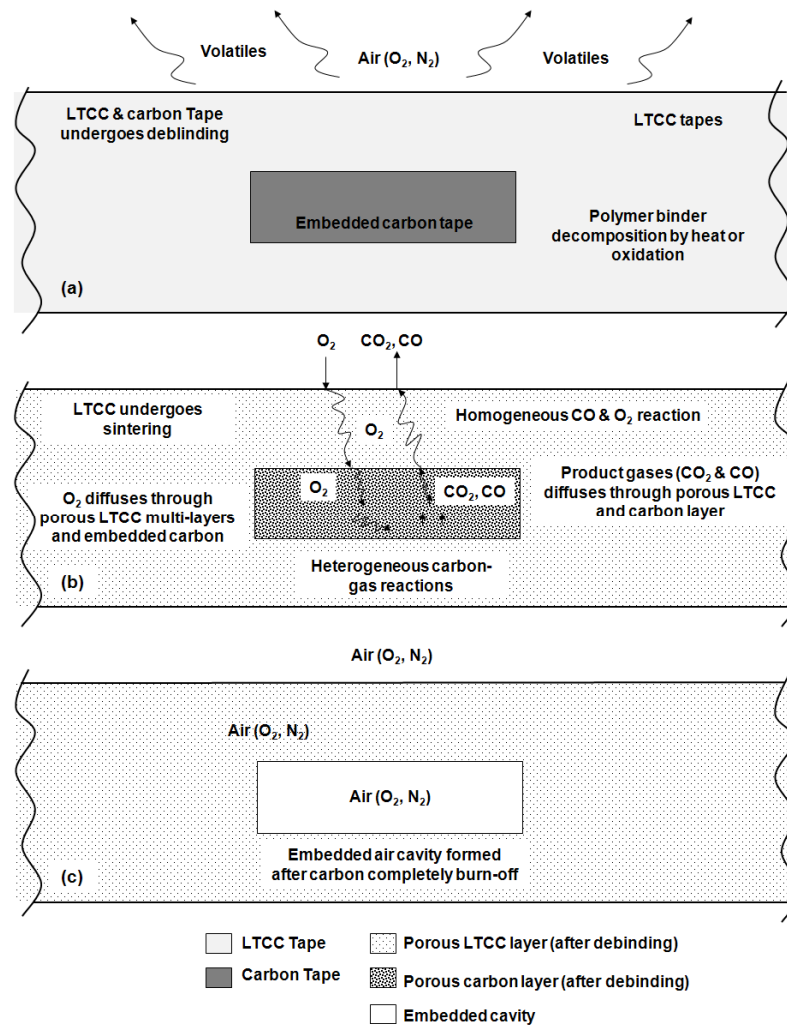 Volatiles
Air (O₂, N₂)
Volatiles
LTCC & carbon Tape
undergoes deblinding
LTCC tapes
Embedded carbon tape
Polymer binder
decomposition by heat or
oxidation
(a)
O₂
CO₂, CO
LTCC undergoes
sintering
O₂
Homogeneous CO & O₂ reaction
O₂ diffuses through
porous LTCC multi-layers
and embedded carbon
O₂
CO₂, CO
Product gases (CO₂ & CO)
diffuses through porous LTCC
and carbon layer
Heterogeneous carbon-
gas reactions
(b)
Air (O₂, N₂)
Air (O₂, N₂)
Air (O₂, N₂)
Embedded air cavity formed
after carbon completely burn-off
(c)
LTCC Tape
Porous LTCC layer (after debinding)
Carbon Tape
Porous carbon layer (after debinding)
Embedded cavity